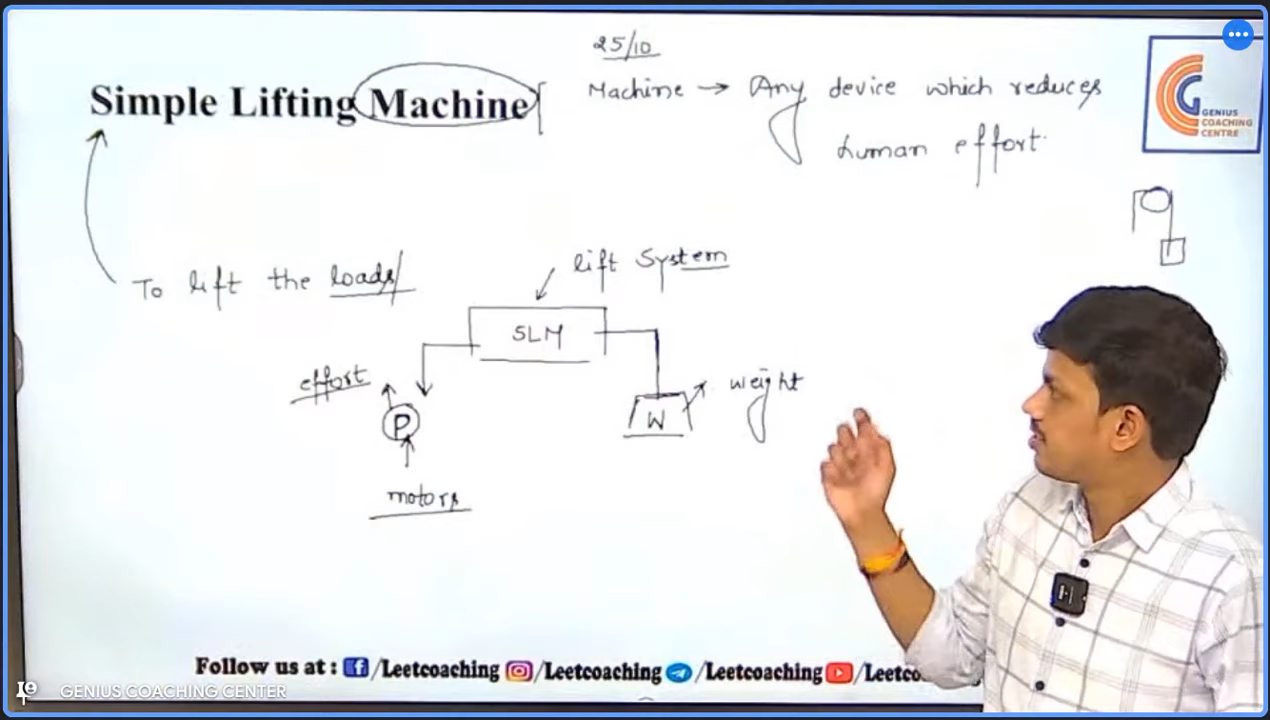 25/10
Simple Lifting Machine
Machine → Any device which reduces
human effort.
GENIUS
COACHING
CENTRE
To lift the loads
lift system
SLM
effort
P
W
weight
motors
Follow us at : /Leetcoaching /Leetcoaching /Leetcoaching
GENIUS COACHING CENTER